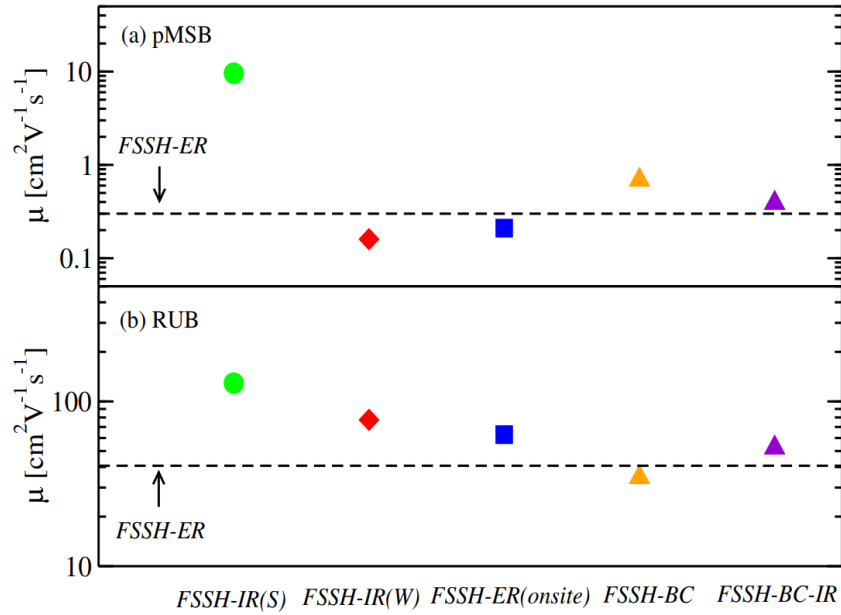 (a) pMSB
10
1
0.1
FSSH-ER
μ [cm²V⁻¹s⁻¹]
(b) RUB
100
10
FSSH-ER
μ [cm²V⁻¹s⁻¹]
FSSH-IR(S) FSSH-IR(W) FSSH-ER(onsite) FSSH-BC FSSH-BC-IR